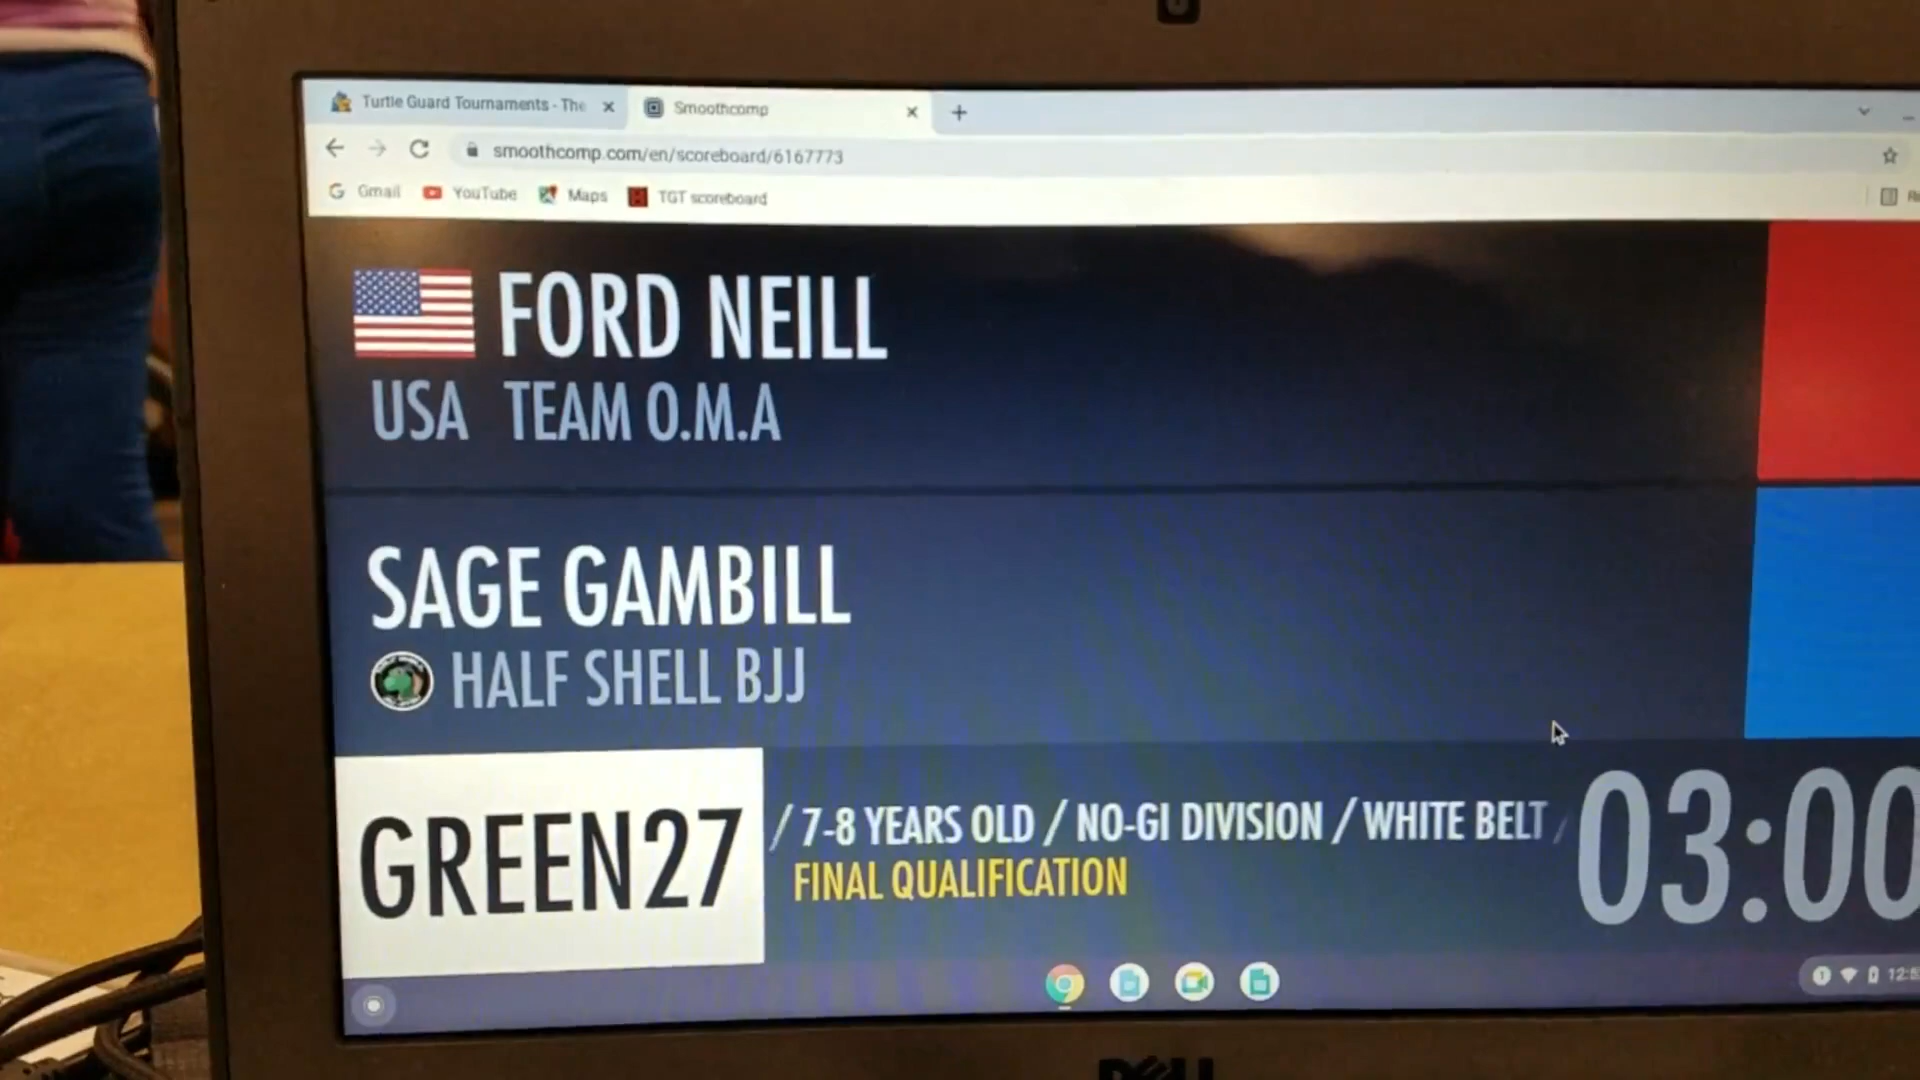 Turtle Guard Tournaments - The
Smoothcomp
smoothcomp.com/en/scoreboard/6167773
Gmail YouTube Maps TGT scoreboard
FORD NEILL
USA TEAM O.M.A
SAGE GAMBILL
HALF SHELL BJJ
GREEN27 / 7-8 YEARS OLD / NO-GI DIVISION / WHITE BELT /
FINAL QUALIFICATION
03:00
DELL